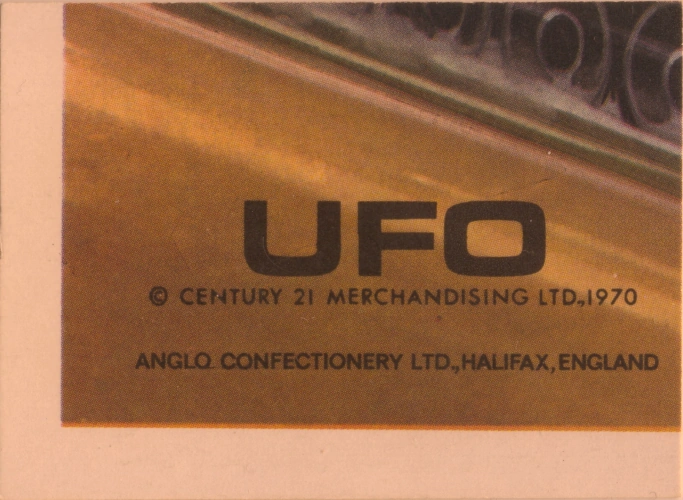 UFO
© CENTURY 21 MERCHANDISING LTD.,1970
ANGLO CONFECTIONERY LTD.,HALIFAX, ENGLAND